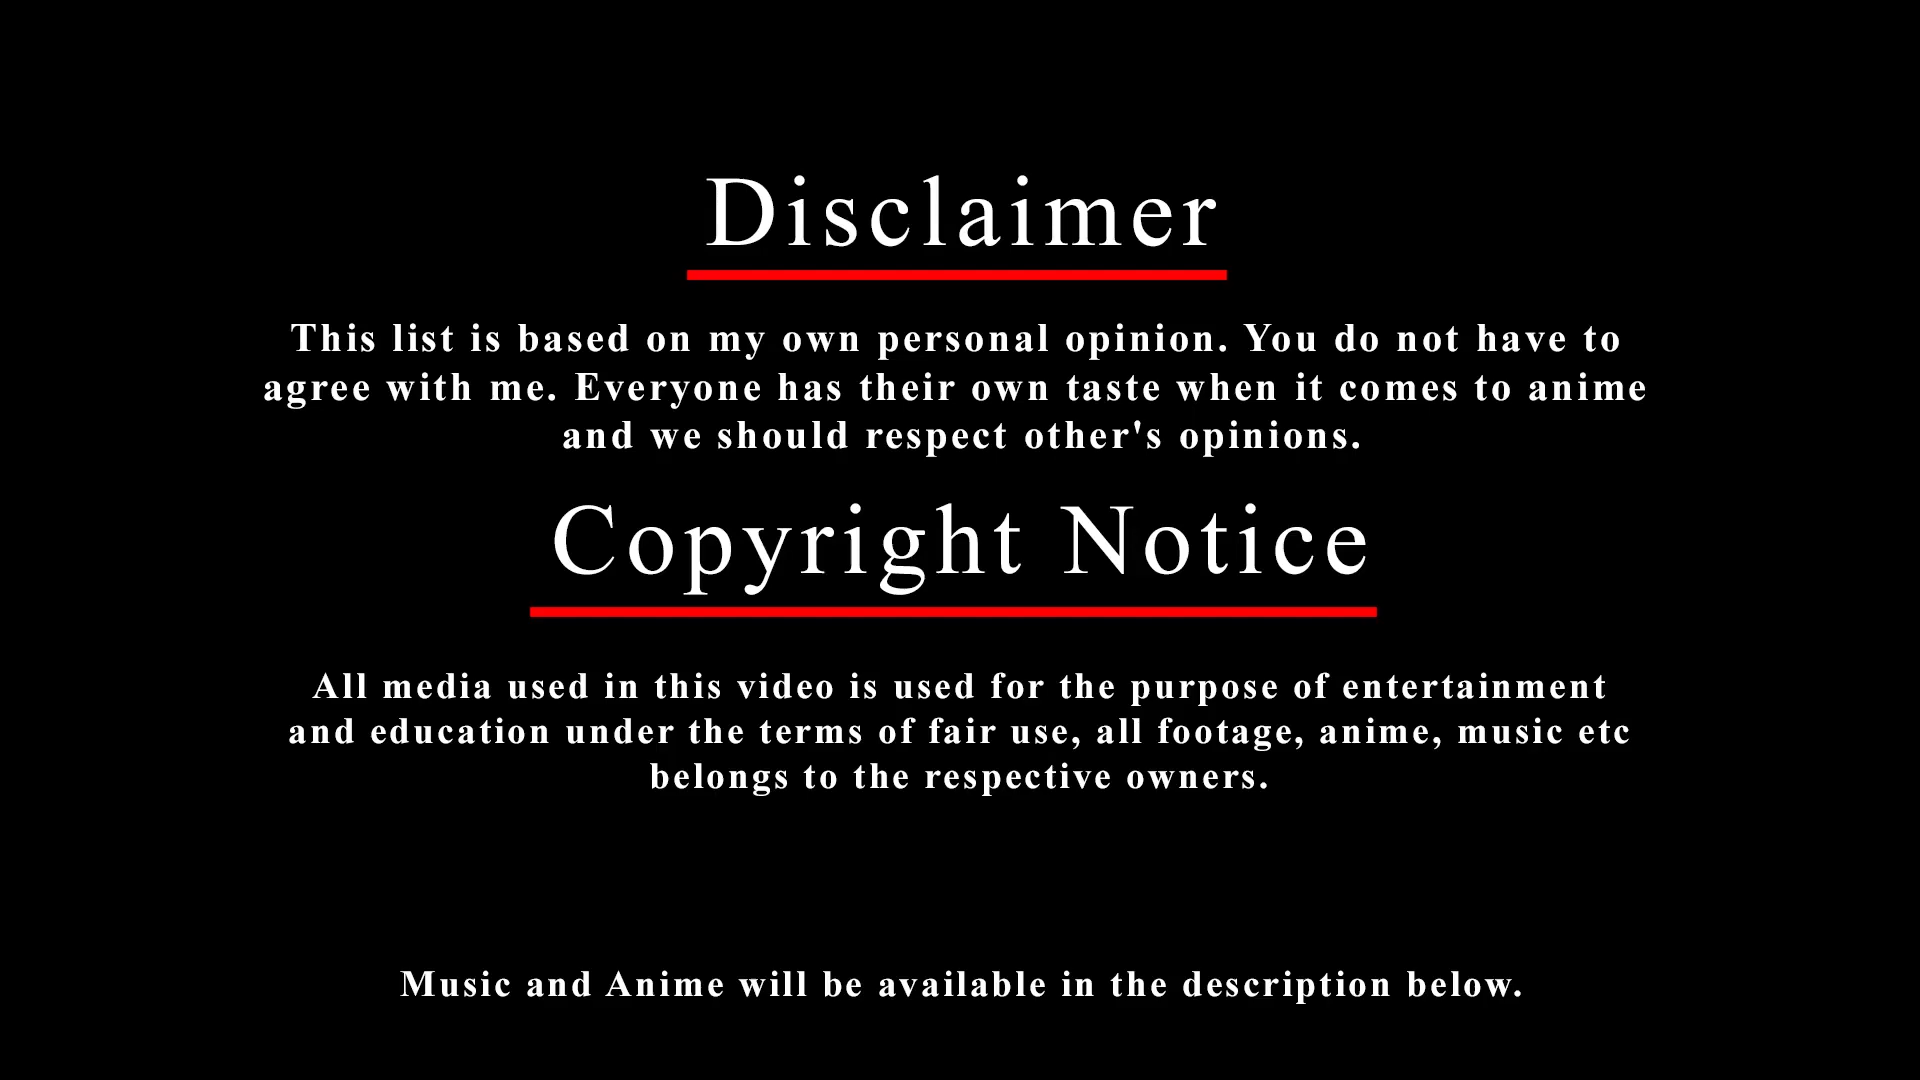 Disclaimer
This list is based on my own personal opinion. You do not have to
agree with me. Everyone has their own taste when it comes to anime
and we should respect other's opinions.
Copyright Notice
All media used in this video is used for the purpose of entertainment
and education under the terms of fair use, all footage, anime, music etc
belongs to the respective owners.
Music and Anime will be available in the description below.